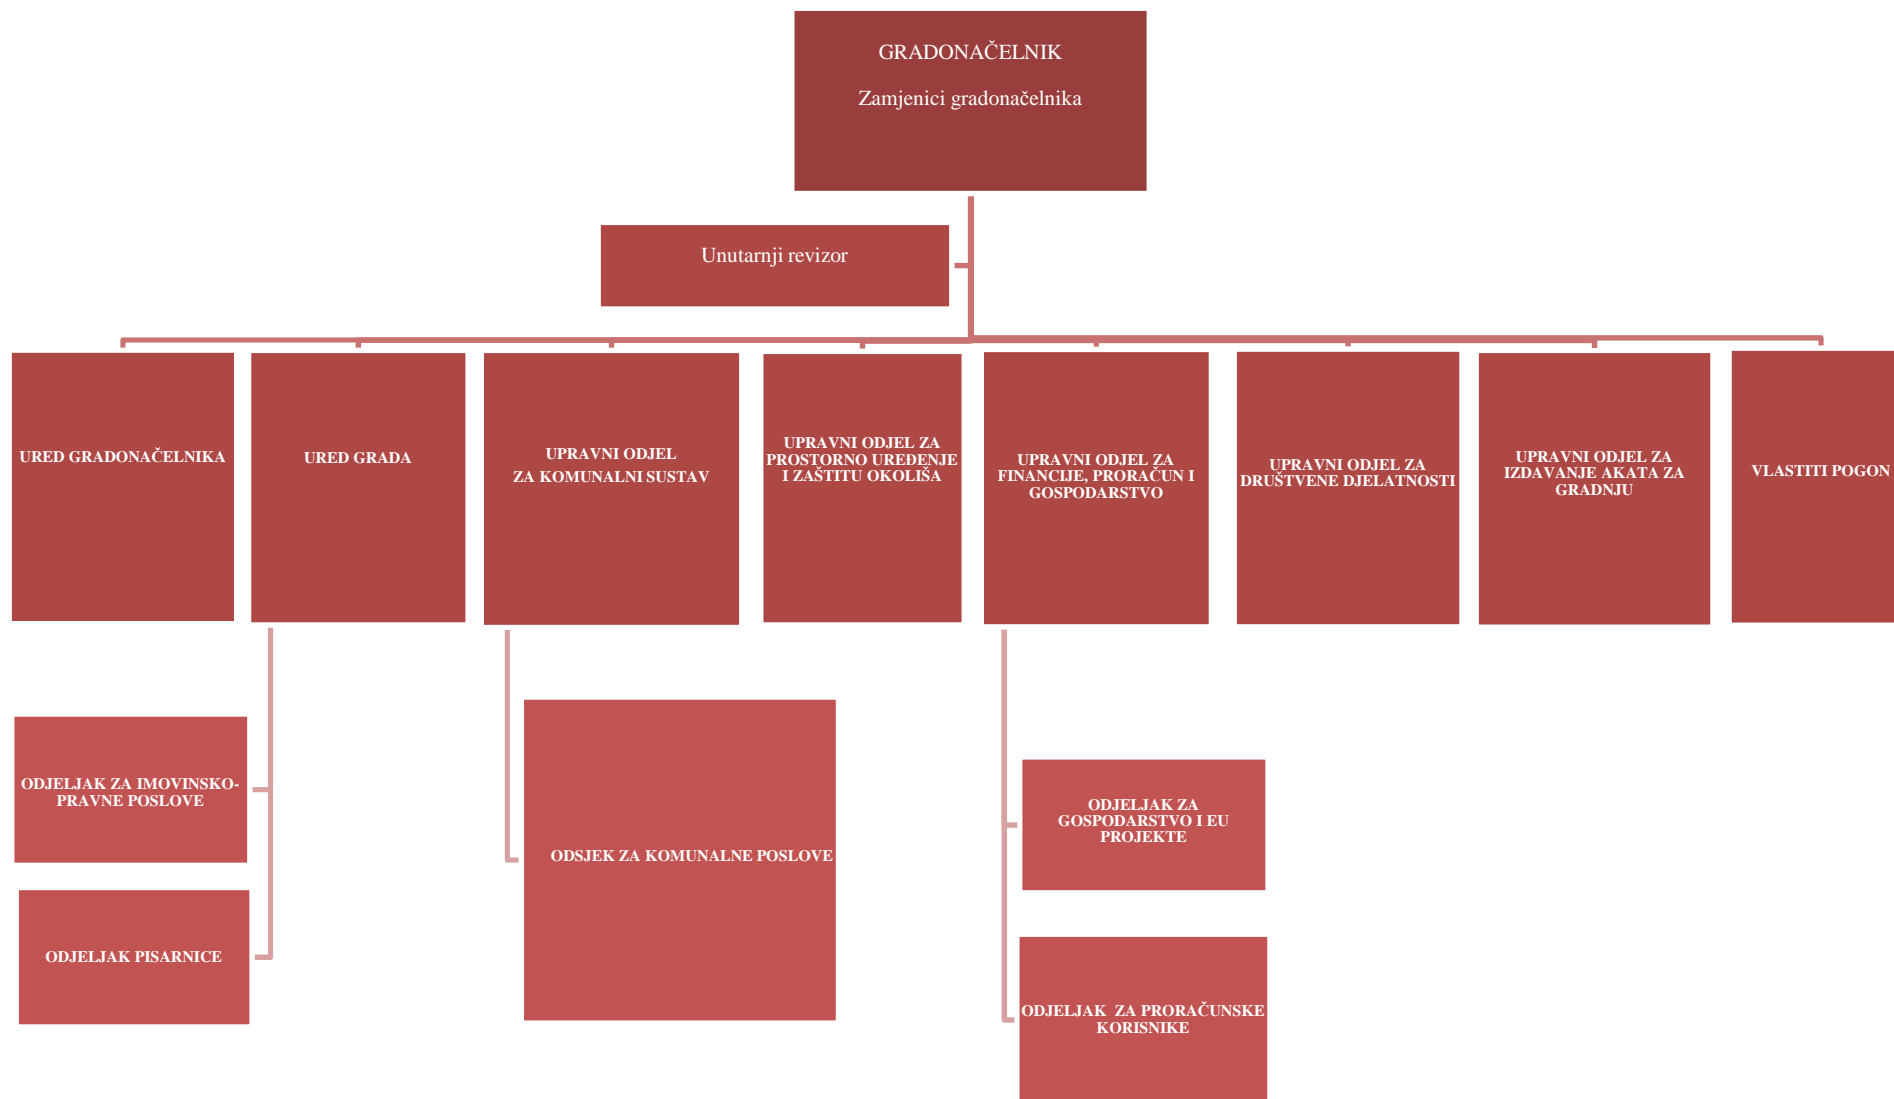 GRADONAČELNIK
Zamjenici gradonačelnika
Unutarnji revizor
URED GRADONAČELNIKA
URED GRADA
UPRAVNI ODJEL
ZA KOMUNALNI SUSTAV
UPRAVNI ODJEL ZA
PROSTORNO UREĐENJE
I ZAŠTITU OKOLIŠA
UPRAVNI ODJEL ZA
FINANCIJE, PRORAČUN I
GOSPODARSTVO
UPRAVNI ODJEL ZA
DRUŠTVENE DJELATNOSTI
UPRAVNI ODJEL ZA
IZDAVANJE AKATA ZA
GRADNJU
VLASTITI POGON
ODJELJAK ZA IMOVINSKO-
PRAVNE POSLOVE
ODJELJAK PISARNICE
ODSJEK ZA KOMUNALNE POSLOVE
ODJELJAK ZA
GOSPODARSTVO I EU
PROJEKTE
ODJELJAK  ZA PRORAČUNSKE
KORISNIKE